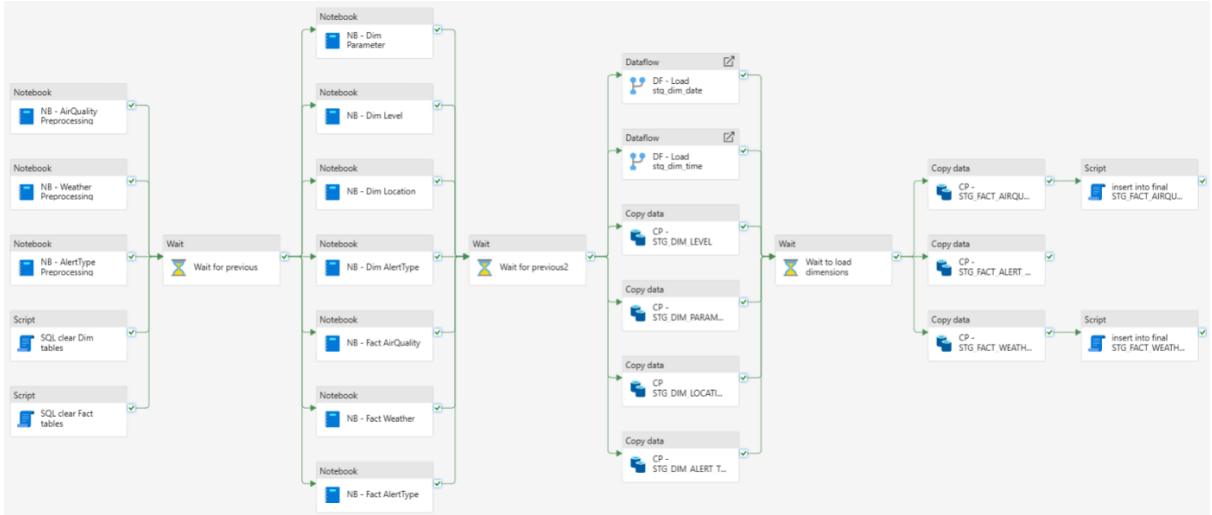 Notebook
NB - AirQuality
Preprocessing
Notebook
NB - Weather
Preprocessing
Notebook
NB - AlertType
Preprocessing
Script
SQL clear Dim
tables
Script
SQL clear Fact
tables
Wait
Wait for previous
Notebook
NB - Dim
Parameter
Notebook
NB - Dim Level
Notebook
NB - Dim Location
Notebook
NB - Dim AlertType
Notebook
NB - Fact AirQuality
Notebook
NB - Fact Weather
Notebook
NB - Fact AlertType
Wait
Wait for previous2
Dataflow
DF - Load
stg_dim_date
Dataflow
DF - Load
stg_dim_time
Copy data
CP -
STG_DIM_LEVEL
Copy data
CP -
STG_DIM_PARAM...
Copy data
CP
STG_DIM_LOCATI...
Copy data
CP -
STG_DIM_ALERT_T...
Wait
Wait to load
dimensions
Copy data
CP -
STG_FACT_AIRQU...
Script
insert into final
STG_FACT_AIRQU...
Copy data
CP -
STG_FACT_ALERT_...
Copy data
CP -
STG_FACT_WEATH...
Script
insert into final
STG_FACT_WEATH...